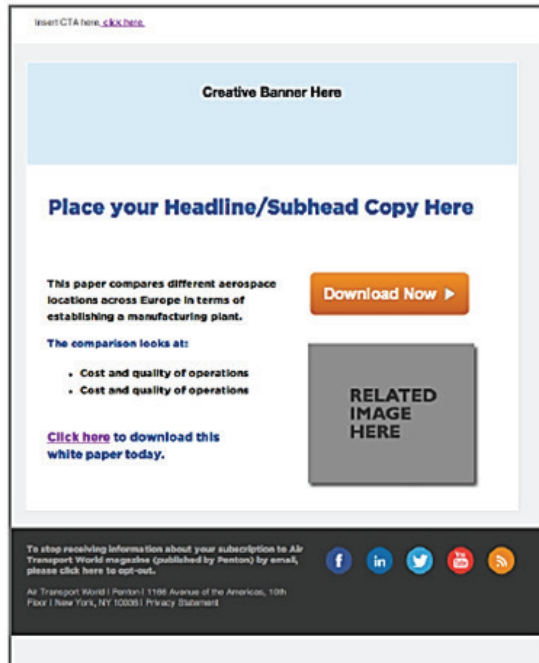 Insert CTA here, click here.
Creative Banner Here
Place your Headline/Subhead Copy Here
This paper compares different aerospace
locations across Europe in terms of
establishing a manufacturing plant.
Download Now
The comparison looks at:
• Cost and quality of operations
• Cost and quality of operations
RELATED
IMAGE
HERE
Click here to download this
white paper today.
To stop receiving information about your subscription to Air
Transport World magazine (published by Penton) by email,
please click here to opt-out.
Air Transport World | Penton | 1166 Avenue of the Americas, 10th
Floor | New York, NY 10036 | Privacy Statement
f
in
You
Tube